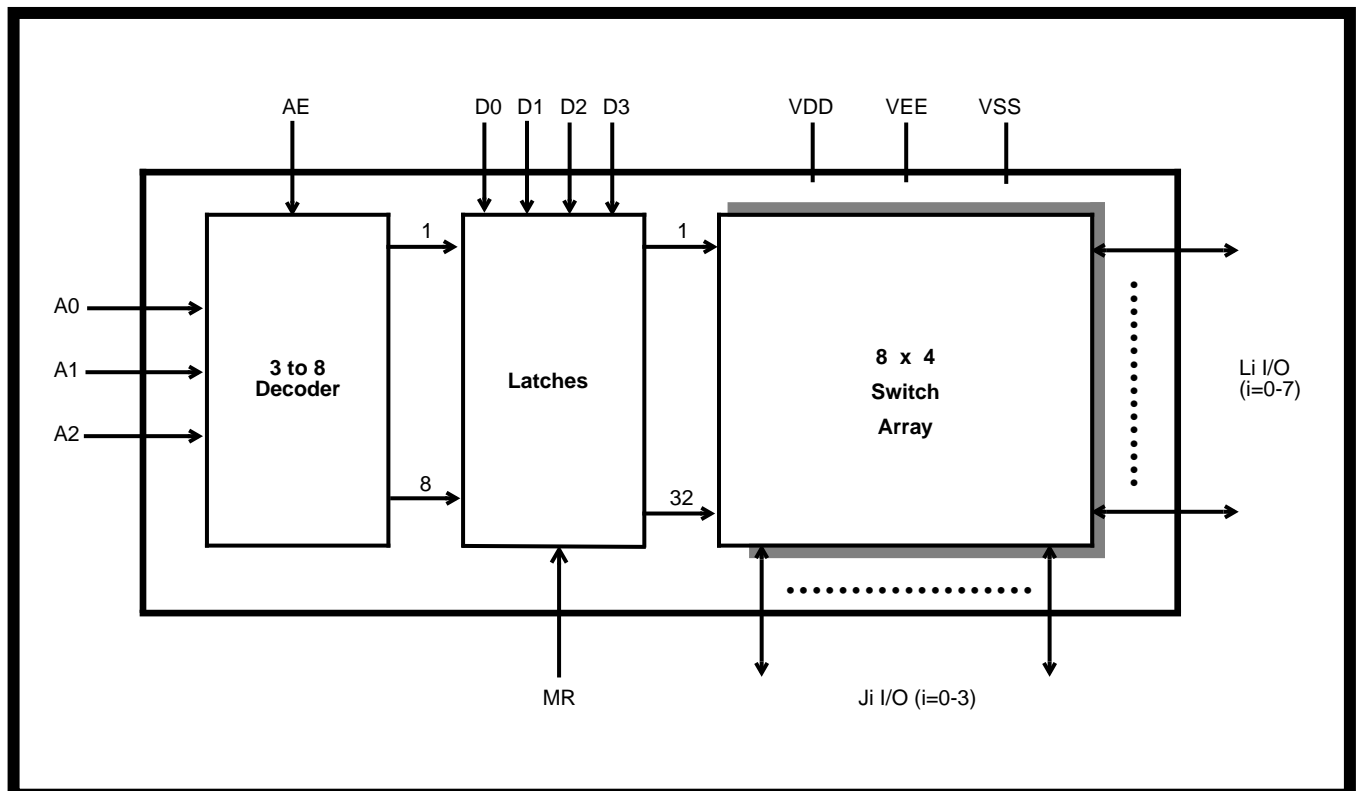 AE
D0 D1 D2 D3
VDD VEE VSS
1
1
A0
A1
A2
3 to 8
Decoder
Latches
8 x 4
Switch
Array
Li I/O
(i=0-7)
8
32
MR
Ji I/O (i=0-3)